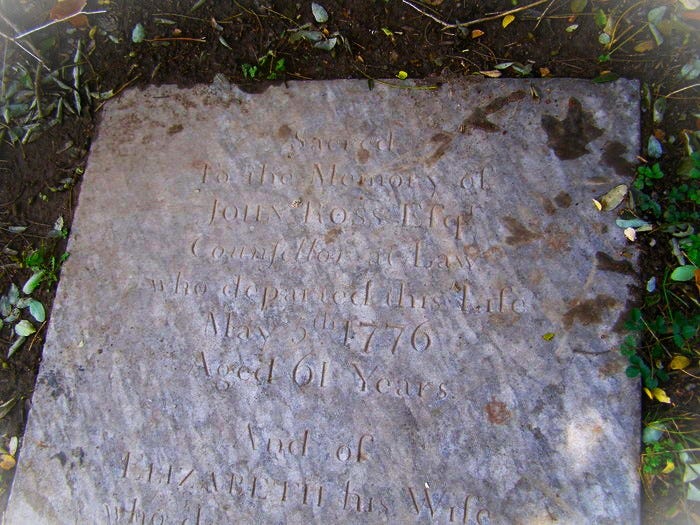 Sacred
To the Memory of
JOHN ROSS Esqr
Counsellor at Law
who departed this Life
May 5th 1776
Aged 61 Years.
And of
ELIZABETH his Wife
who